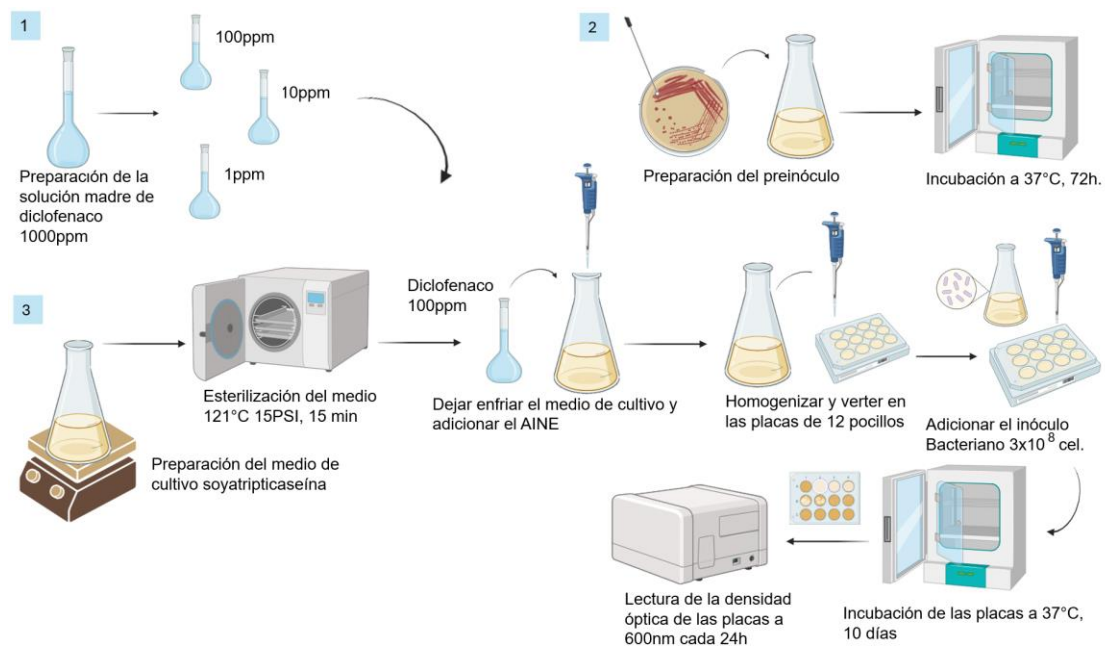 1
100ppm
10ppm
1ppm
Preparación de la
solución madre de
diclofenaco
1000ppm
2
Preparación del preinóculo
Incubación a 37°C, 72h.
3
Preparación del medio de
cultivo soyatripticaseína
Esterilización del medio
121°C 15PSI, 15 min
Diclofenaco
100ppm
Dejar enfriar el medio de cultivo y
adicionar el AINE
Homogenizar y verter en
las placas de 12 pocillos
Adicionar el inóculo
Bacteriano 3x10⁸ cel.
Incubación de las placas a 37°C,
10 días
Lectura de la densidad
óptica de las placas a
600nm cada 24h